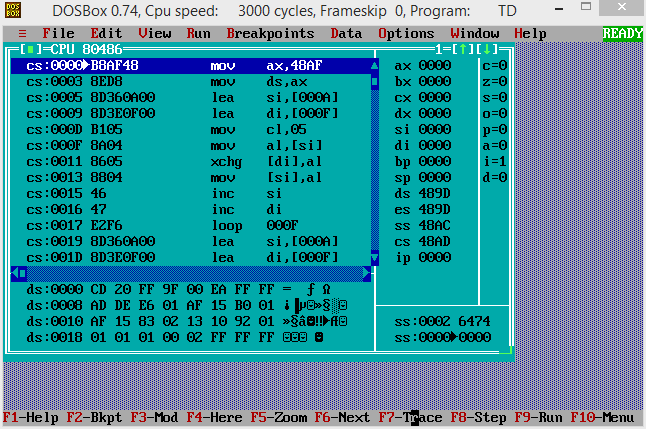 DOSBox 0.74, Cpu speed: 3000 cycles, Frameskip 0, Program: TD
≡ File Edit View Run Breakpoints Data Options Window Help READY
[■]=CPU 80486 1=[↑][↓]
cs:0000►B8AF48 mov ax,48AF ax 0000 c=0
cs:0003 8ED8 mov ds,ax bx 0000 z=0
cs:0005 8D360A00 lea si,[000A] cx 0000 s=0
cs:0009 8D3E0F00 lea di,[000F] dx 0000 o=0
cs:000D B105 mov cl,05 si 0000 p=0
cs:000F 8A04 mov al,[si] di 0000 a=0
cs:0011 8605 xchg [di],al bp 0000 i=1
cs:0013 8804 mov [si],al sp 0000 d=0
cs:0015 46 inc si ds 489D
cs:0016 47 inc di es 489D
cs:0017 E2F6 loop 000F ss 48AC
cs:0019 8D360A00 lea si,[000A] cs 48AD
cs:001D 8D3E0F00 lea di,[000F] ip 0000
ds:0000 CD 20 FF 9F 00 EA FF FF = ƒ Ω
ds:0008 AD DE E6 01 AF 15 B0 01 ¡▐µ☺»§░☺
ds:0010 AF 15 83 02 13 10 92 01 »§â☻‼►Æ☺ ss:0002 6474
ds:0018 01 01 01 00 02 FF FF FF ☺☺☺ ☻ ss:0000►0000
F1-Help F2-Bkpt F3-Mod F4-Here F5-Zoom F6-Next F7-Trace F8-Step F9-Run F10-Menu